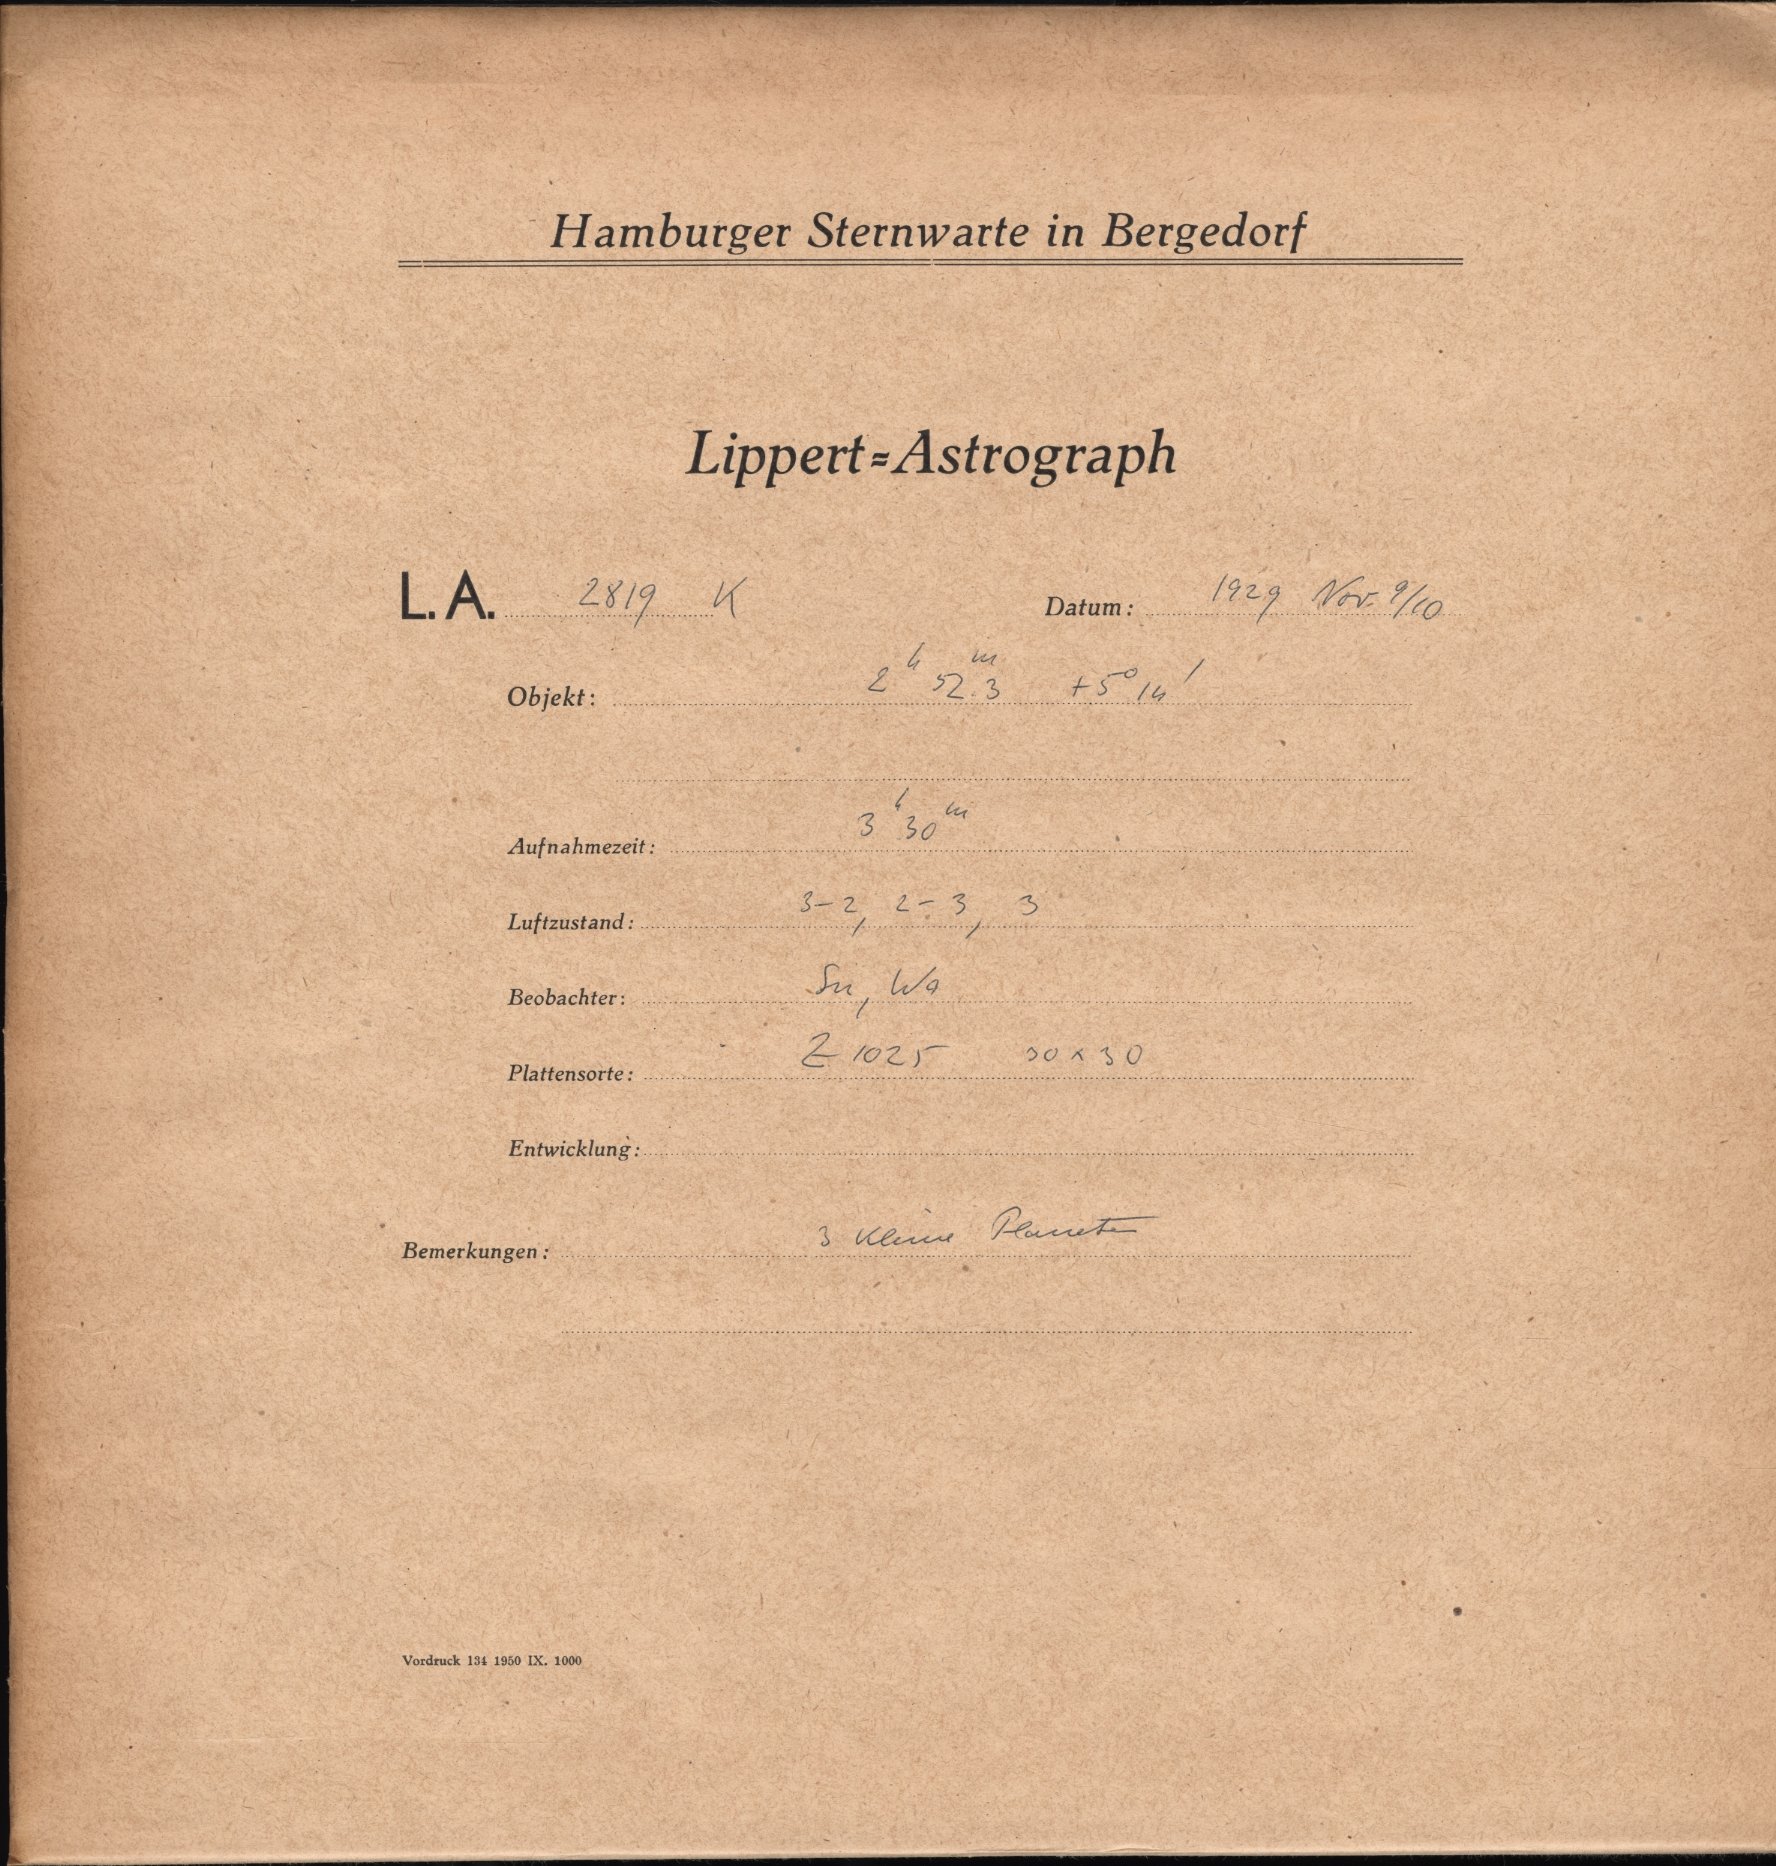 Hamburger Sternwarte in Bergedorf
Lippert=Astrograph
L. A. 2819 K Datum: 1929 Nov. 9/10
Objekt: 2h 52m.3 +5° 14'
Aufnahmezeit: 3h 30m
Luftzustand: 3-2, 2-3, 3
Beobachter: Sn, Wa
Plattensorte: Z 1025 30 x 30
Entwicklung:
Bemerkungen: 3 kleine Planeten
Vordruck 134 1950 IX. 1000